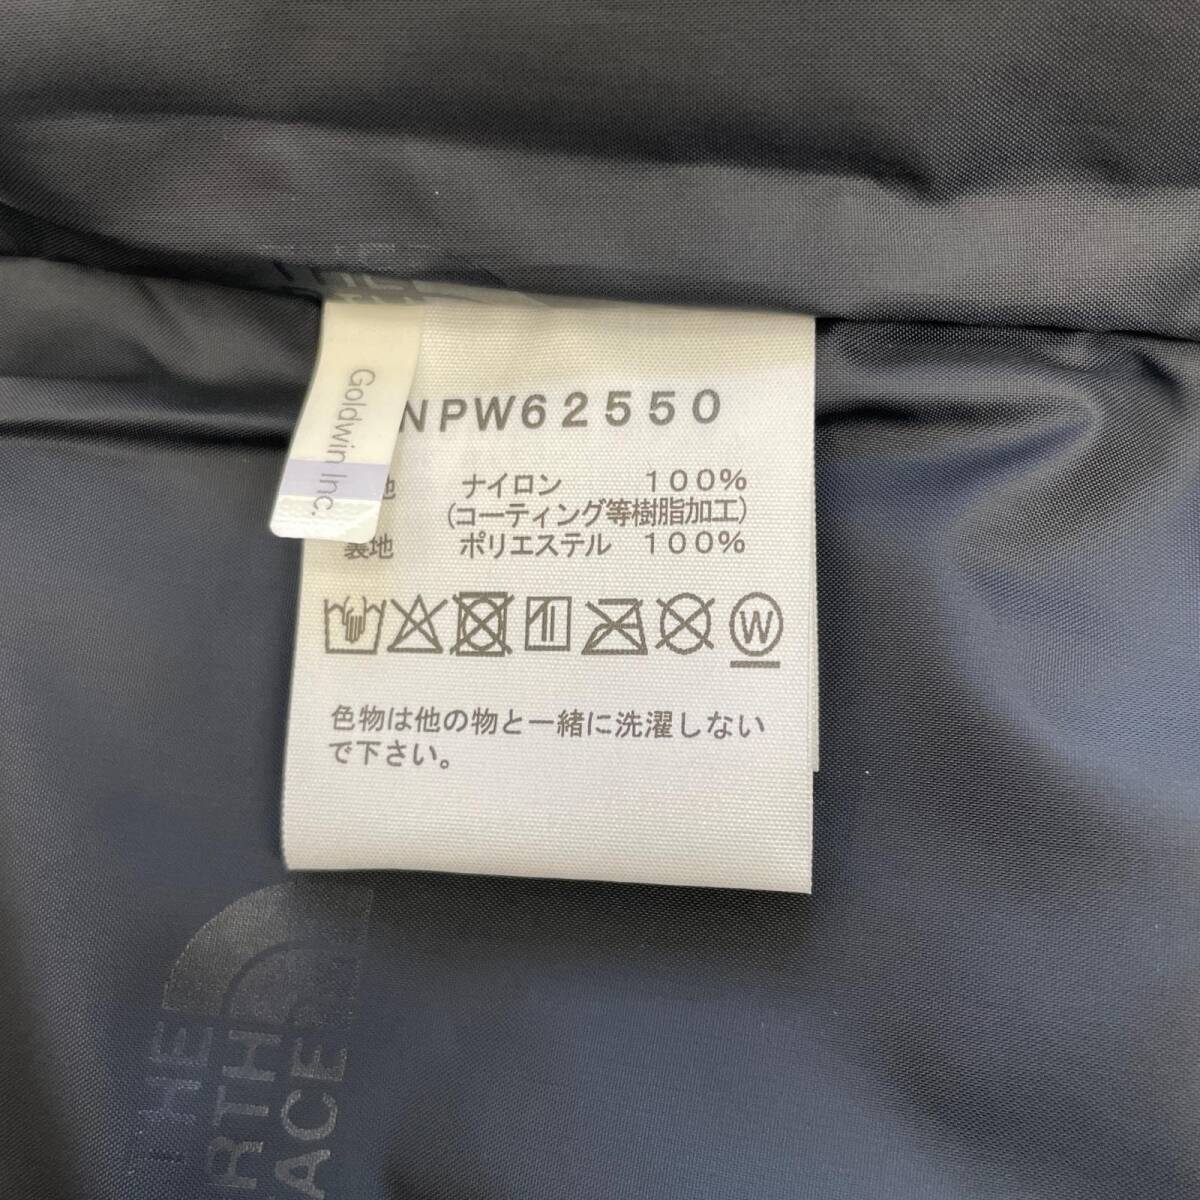 Goldwin Inc.
NPW62550
地 ナイロン 100%
(コーティング等樹脂加工)
裏地 ポリエステル 100%
W
色物は他の物と一緒に洗濯しない
で下さい。
THE
NORTH
FACE